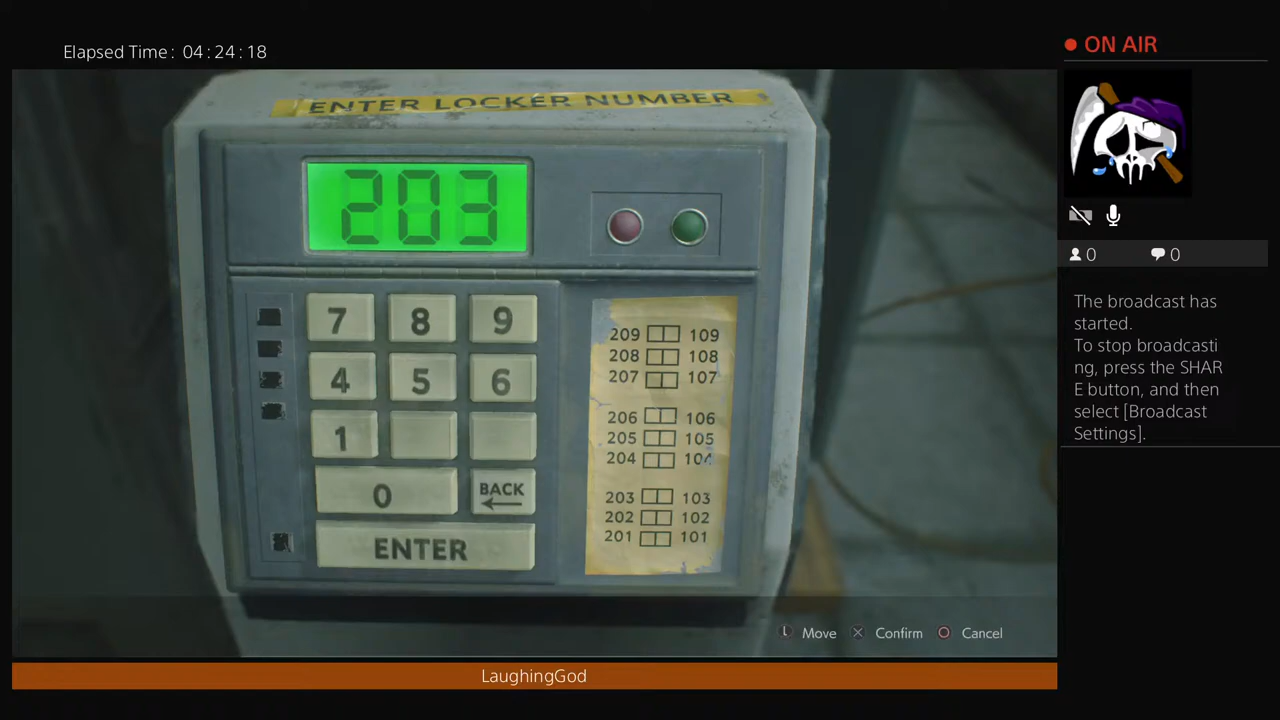 Elapsed Time: 04:24:18
ON AIR
ENTER LOCKER NUMBER
203
0
0
7 8 9
4 5 6
1
0 BACK
ENTER
209 109
208 108
207 107
206 106
205 105
204 104
203 103
202 102
201 101
The broadcast has
started.
To stop broadcasti
ng, press the SHAR
E button, and then
select [Broadcast
Settings].
L Move Confirm Cancel
LaughingGod